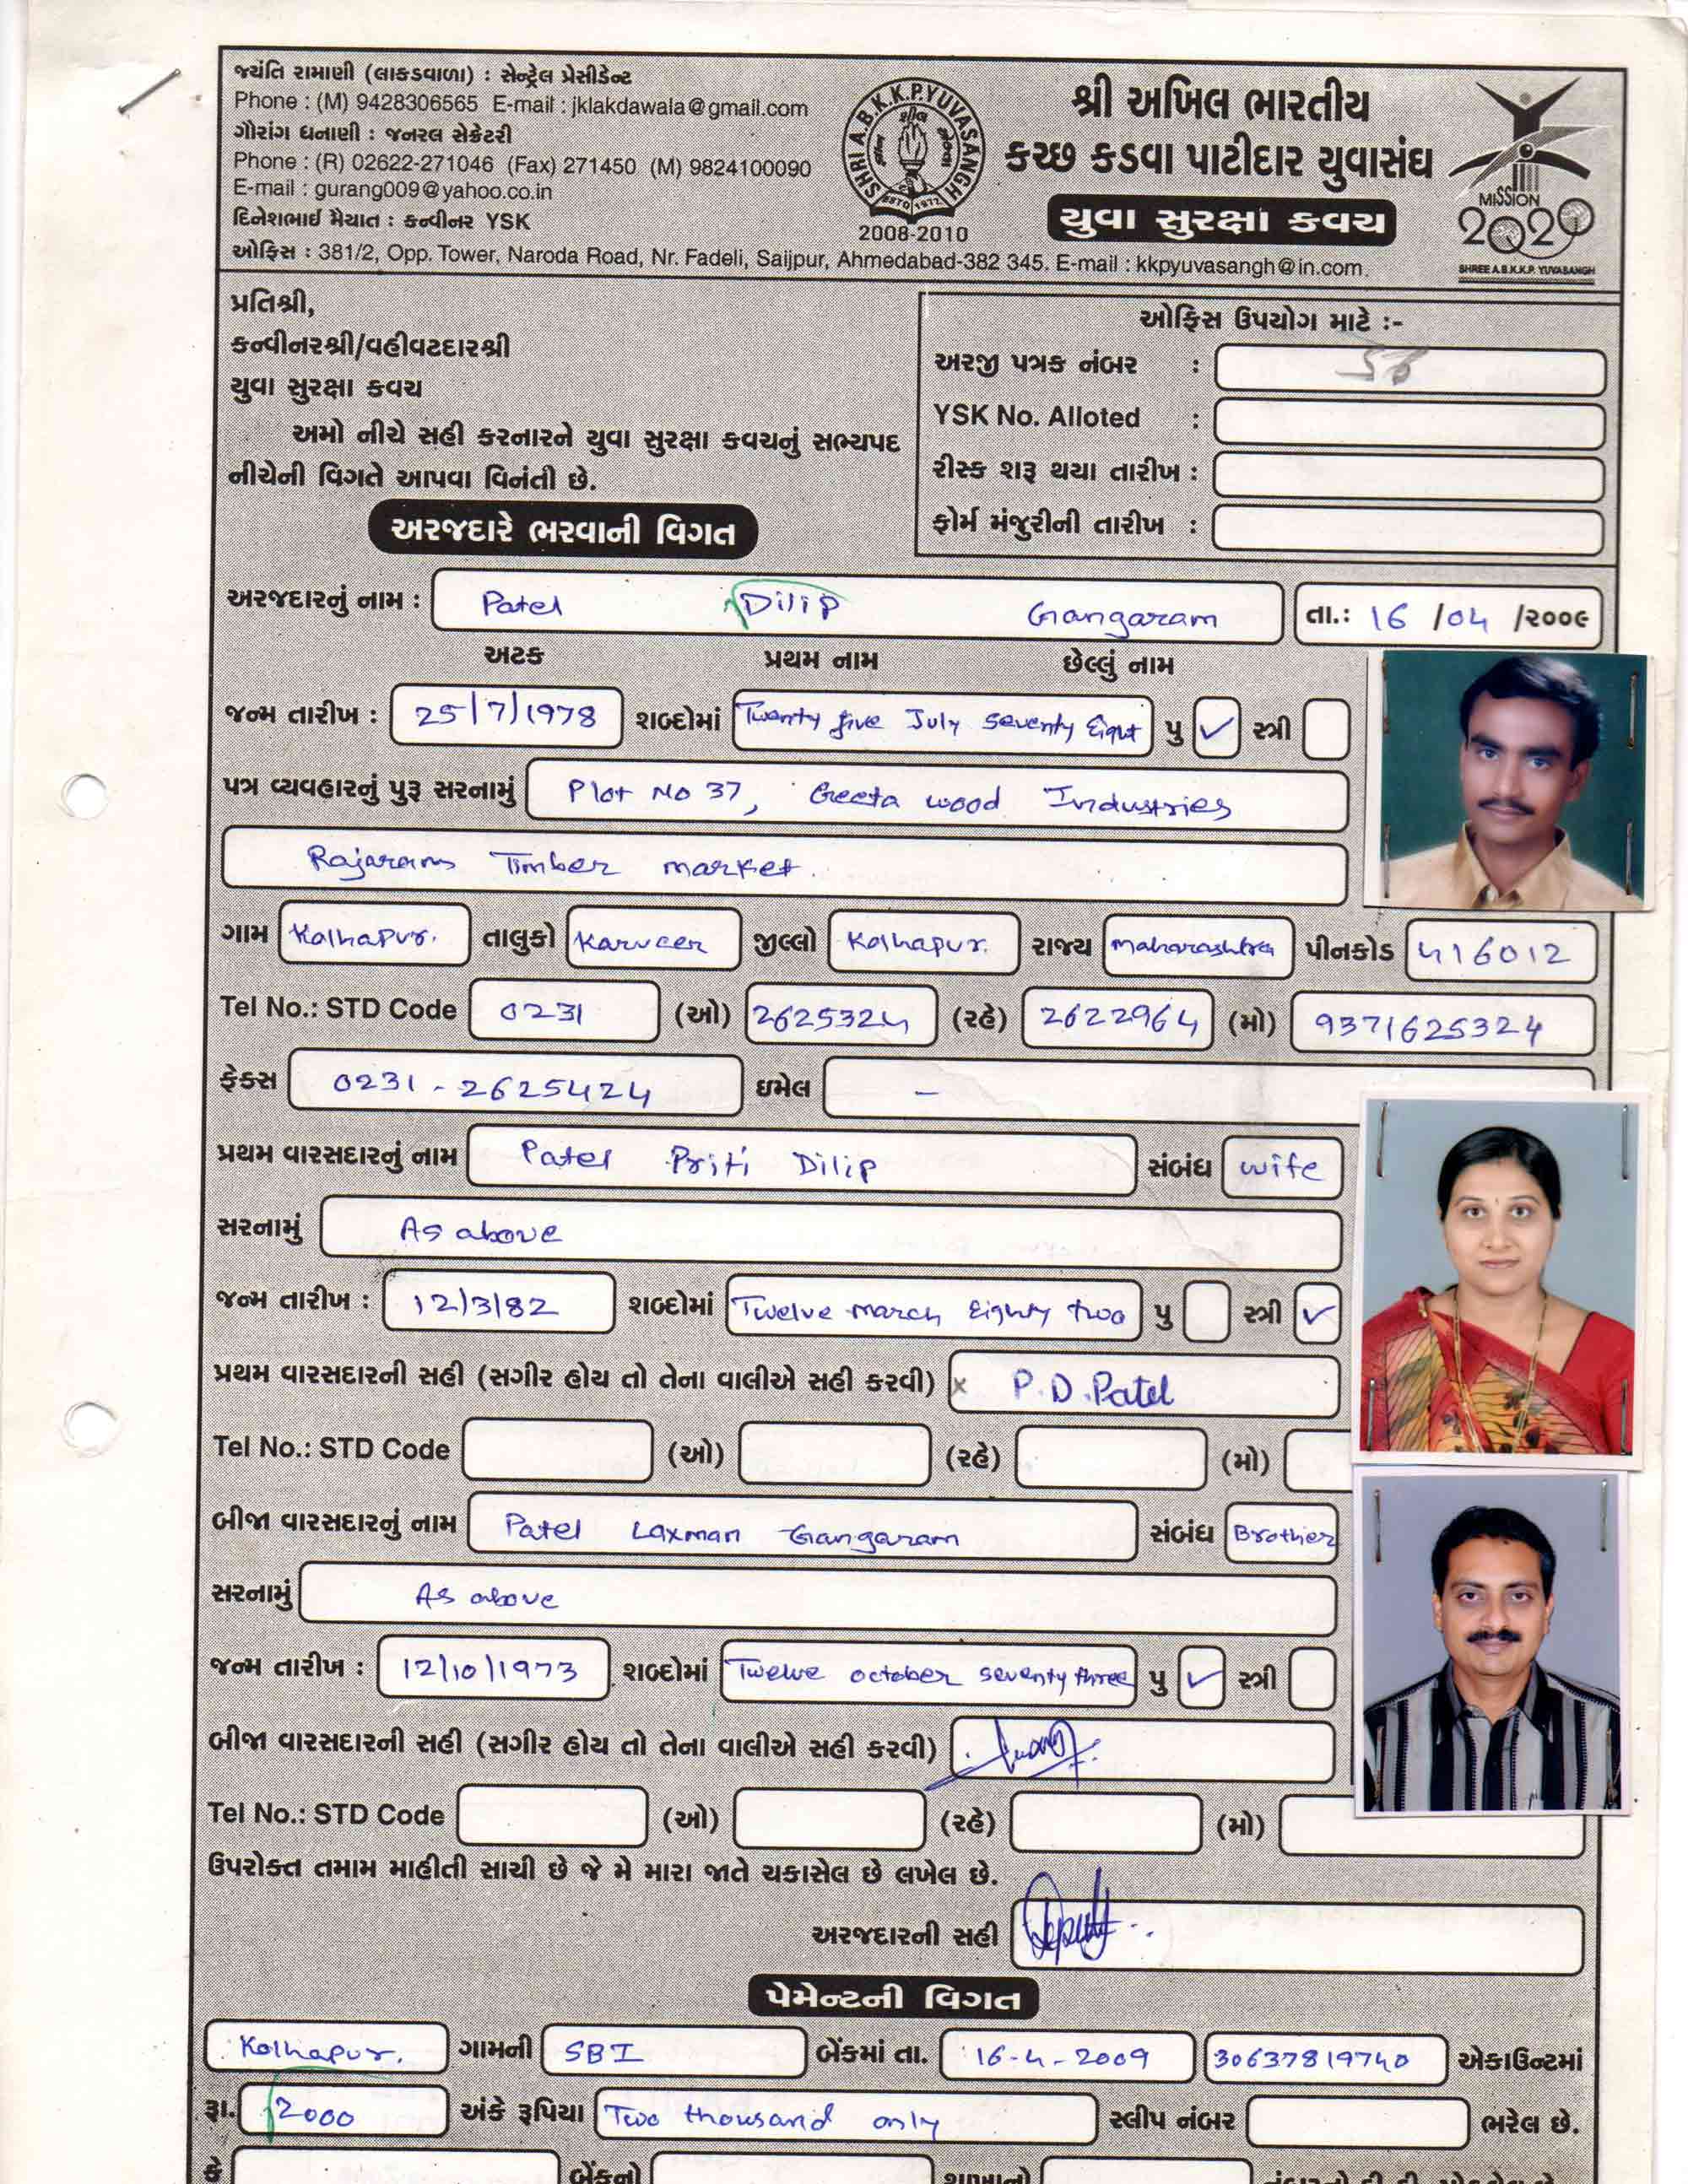 જ્યંતિ રામાણી (લાકડવાળા) : સેન્ટ્રેલ પ્રેસીડેન્ટ
Phone : (M) 9428306565 E-mail : jklakdawala@gmail.com
ગૌરાંગ ધનાણી : જનરલ સેક્રેટરી
Phone : (R) 02622-271046 (Fax) 271450 (M) 9824100090
E-mail : gurang009@yahoo.co.in
દિનેશભાઈ મૈયાત : કન્વીનર YSK
SHRI A.B.K.K.P.YUVASANGH
ESTD 1977
2008-2010
શ્રી અખિલ ભારતીય
કચ્છ કડવા પાટીદાર યુવાસંઘ
યુવા સુરક્ષા કવચ
MISSION
2020
SHREE A.B.K.K.P. YUVASANGH
ઓફિસ : 381/2, Opp. Tower, Naroda Road, Nr. Fadeli, Saijpur, Ahmedabad-382 345. E-mail : kkpyuvasangh@in.com.
પ્રતિશ્રી,
કન્વીનરશ્રી/વહીવટદારશ્રી
યુવા સુરક્ષા કવચ
અમો નીચે સહી કરનારને યુવા સુરક્ષા કવચનું સભ્યપદ
નીચેની વિગતે આપવા વિનંતી છે.
ઓફિસ ઉપયોગ માટે :-
અરજી પત્રક નંબર :
YSK No. Alloted :
રીસ્ક શરૂ થયા તારીખ :
ફોર્મ મંજુરીની તારીખ :
અરજદારે ભરવાની વિગત
અરજદારનું નામ : Patel Dilip Gangaram તા.: 16 /04 /૨૦૦૯
અટક પ્રથમ નામ છેલ્લું નામ
જન્મ તારીખ : 25/7/1978 શબ્દોમાં Twenty five July Seventy Eight પુ ✓ સ્ત્રી
પત્ર વ્યવહારનું પુરૂ સરનામું Plot No 37, Geeta wood Industries
Rajaram Timber market.
ગામ Kolhapur. તાલુકો Karveer જીલ્લો Kolhapur. રાજ્ય Maharashtra પીનકોડ 416012
Tel No.: STD Code 0231 (ઓ) 2625324 (રહે) 2622964 (મો) 9371625324
ફેક્સ 0231 - 2625424 ઇમેલ –
પ્રથમ વારસદારનું નામ Patel Priti Dilip સંબંધ wife
સરનામું As above
જન્મ તારીખ : 12/3/82 શબ્દોમાં Twelve march Eighty two પુ સ્ત્રી ✓
પ્રથમ વારસદારની સહી (સગીર હોય તો તેના વાલીએ સહી કરવી) x P.D.Patel
Tel No.: STD Code (ઓ) (રહે) (મો)
બીજા વારસદારનું નામ Patel Laxman Gangaram સંબંધ Brother
સરનામું As above
જન્મ તારીખ : 12/10/1973 શબ્દોમાં Twelve october seventy three પુ ✓ સ્ત્રી
બીજા વારસદારની સહી (સગીર હોય તો તેના વાલીએ સહી કરવી)
Tel No.: STD Code (ઓ) (રહે) (મો)
ઉપરોક્ત તમામ માહીતી સાચી છે જે મે મારા જાતે ચકાસેલ છે લખેલ છે.
અરજદારની સહી
પેમેન્ટની વિગત
Kolhapur. ગામની SBI બેંકમાં તા. 16-4-2009 30637819740 એકાઉન્ટમાં
રૂા. 2000 અંકે રૂપિયા Two thousand only સ્લીપ નંબર ભરેલ છે.
કે બેંકનો શાખાનો